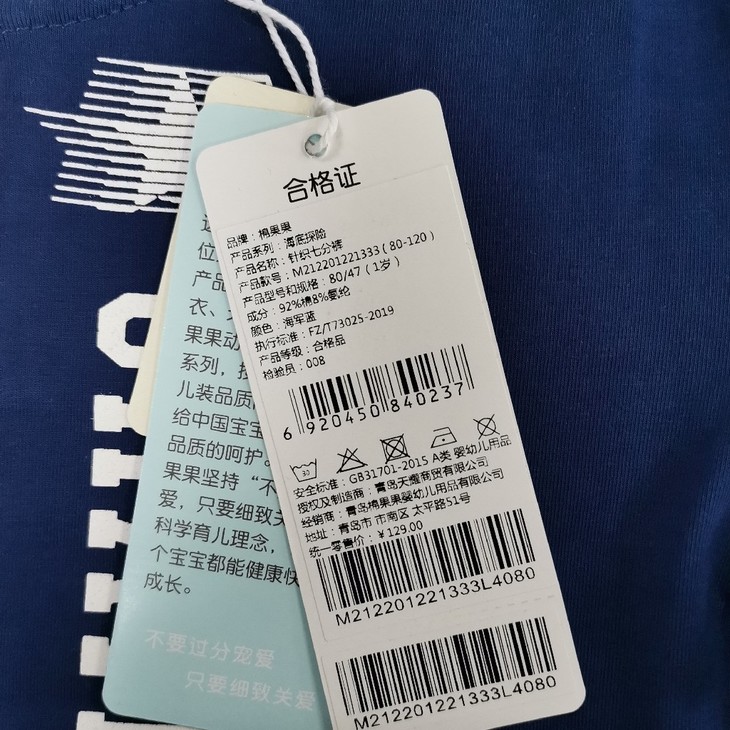 合格证
品牌：棉果果
产品系列：海底探险
产品名称：针织七分裤
产品款号：M212201221333（80-120）
产品型号和规格：80/47（1岁）
成分：92%棉8%氨纶
颜色：海军蓝
执行标准：FZ/T73025-2019
产品等级：合格品
检验员：008
6 920450 840237
30
安全标准：GB31701-2015 A类 婴幼儿用品
授权及制造商：青岛天傲商贸有限公司
经销商：青岛棉果果婴幼儿用品有限公司
地址：青岛市 市南区 太平路51号
统一零售价：￥129.00
M212201221333L4080
M212201221333L4080
位
产品
衣、
果果动
系列，
儿装品质
给中国宝宝
品质的呵护。
果果坚持“不
爱，只要细致关
科学育儿理念，
个宝宝都能健康快
成长。
不要过分宠爱
只要细致关爱